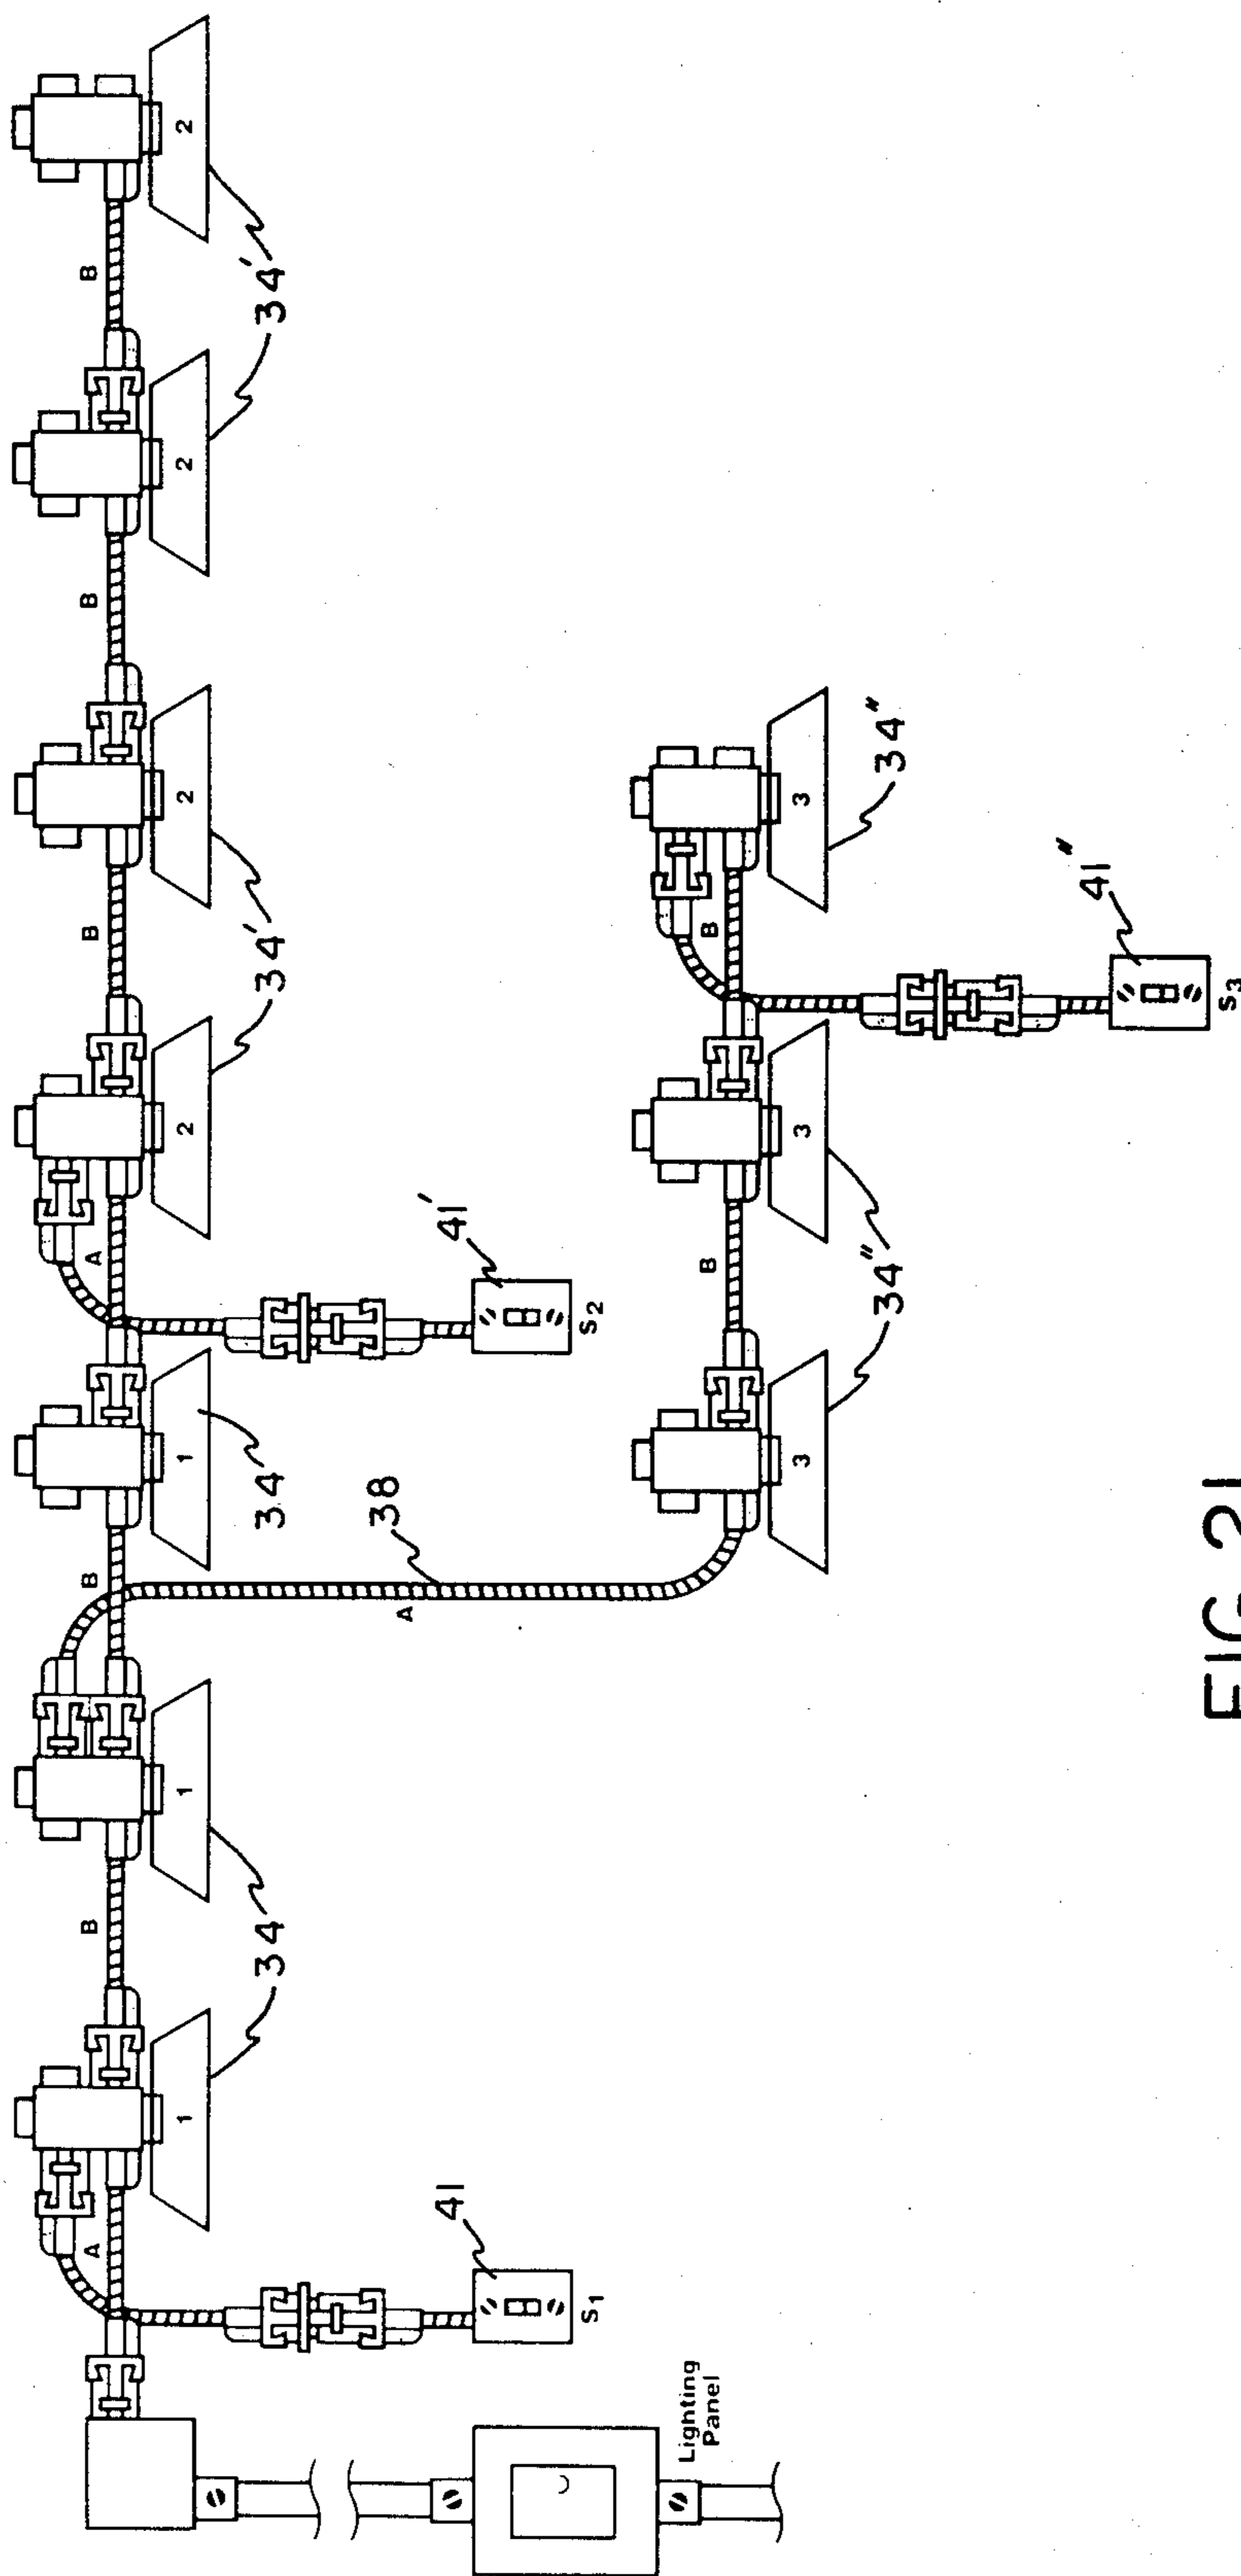 A B B A B B B
1 1 1 2 2 2 2
34 34 34' 34'
38
A
41 41'
S1 S2
Lighting
Panel
B B
3 3 3
34" 34"
41"
S3
FIG. 21